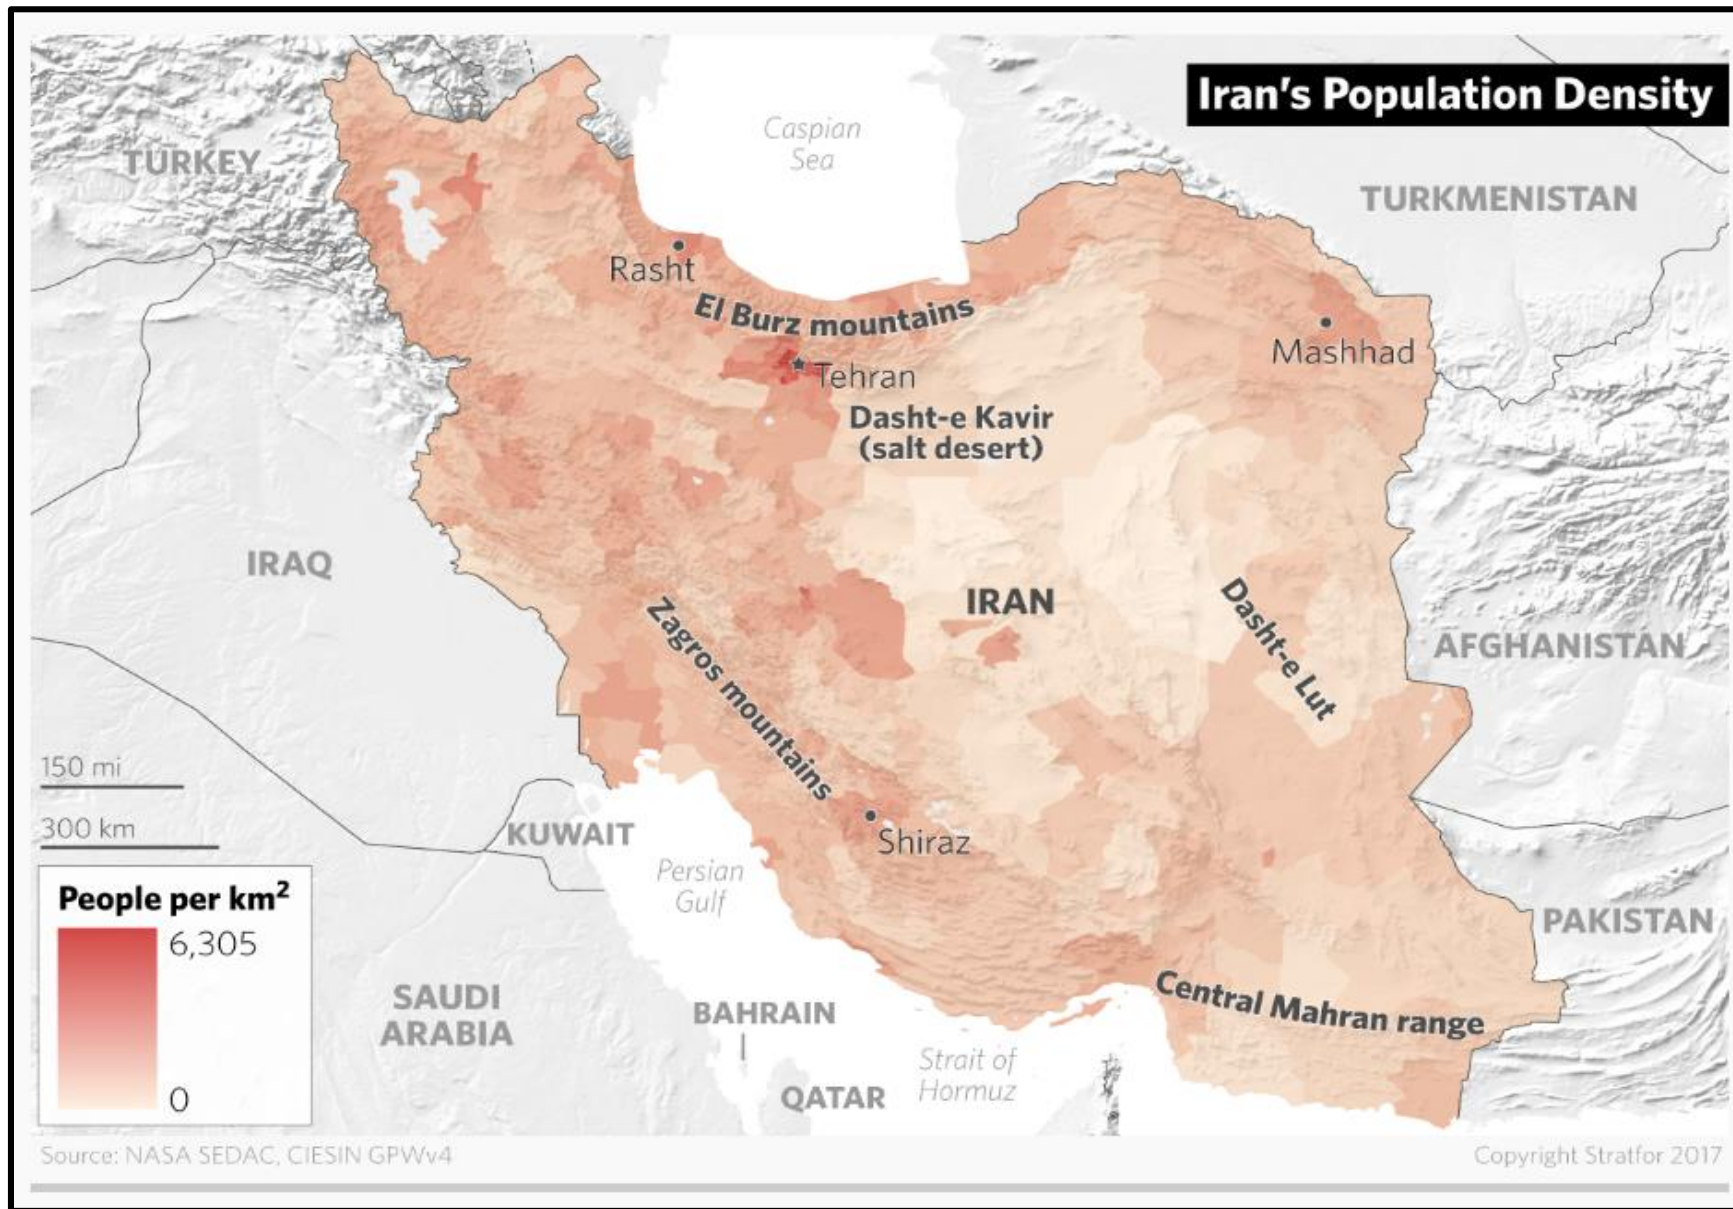 Iran's Population Density
Caspian
Sea
TURKEY
TURKMENISTAN
Rasht
El Burz mountains
Mashhad
Tehran
Dasht-e Kavir
(salt desert)
IRAQ
IRAN
Dasht-e Lut
Zagros mountains
AFGHANISTAN
150 mi
300 km
KUWAIT
Shiraz
Persian
Gulf
People per km²
6,305
0
PAKISTAN
Central Mahran range
SAUDI
ARABIA
BAHRAIN
Strait of
Hormuz
QATAR
Source: NASA SEDAC, CIESIN GPWv4
Copyright Stratfor 2017